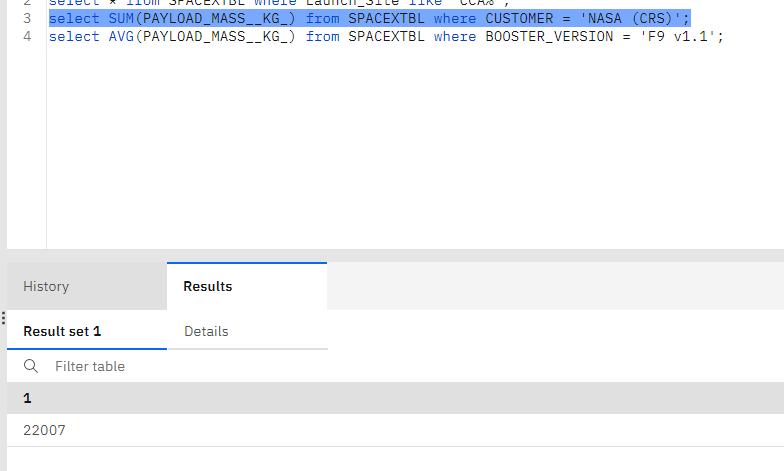 2 select * from SPACEXTBL where Launch_Site like 'CCA%';
3 select SUM(PAYLOAD_MASS__KG_) from SPACEXTBL where CUSTOMER = 'NASA (CRS)';
4 select AVG(PAYLOAD_MASS__KG_) from SPACEXTBL where BOOSTER_VERSION = 'F9 v1.1';
History Results
Result set 1 Details
Filter table
1
22007